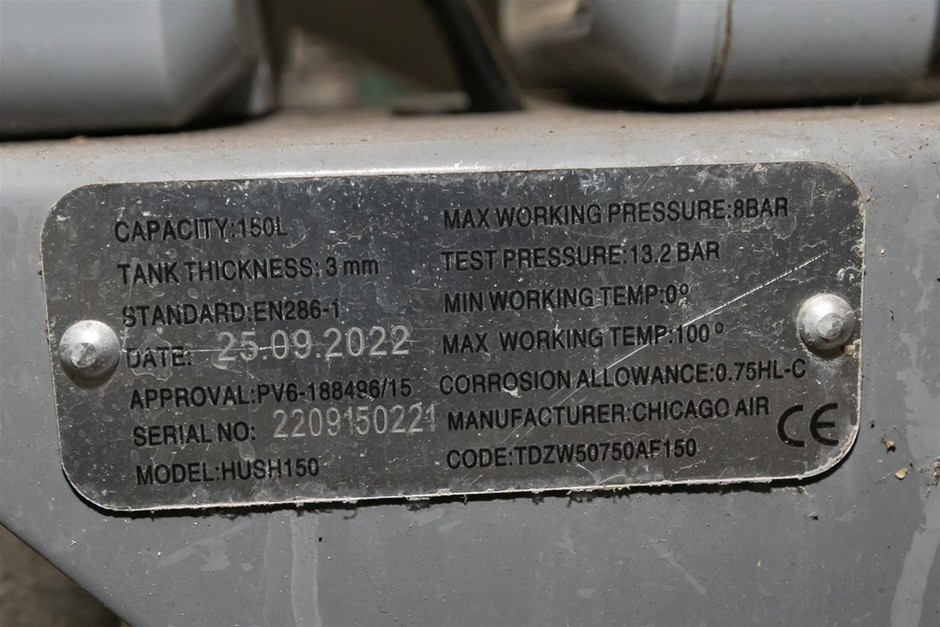 CAPACITY:150L
TANK THICKNESS: 3 mm
STANDARD:EN286-1
DATE: 25.09.2022
APPROVAL:PV6-188496/15
SERIAL NO: 2209150221
MODEL:HUSH150
MAX WORKING PRESSURE:8BAR
TEST PRESSURE:13.2 BAR
MIN WORKING TEMP:0°
MAX WORKING TEMP:100°
CORROSION ALLOWANCE:0.75HL-C
MANUFACTURER:CHICAGO AIR
CODE:TDZW50750AF150
CE